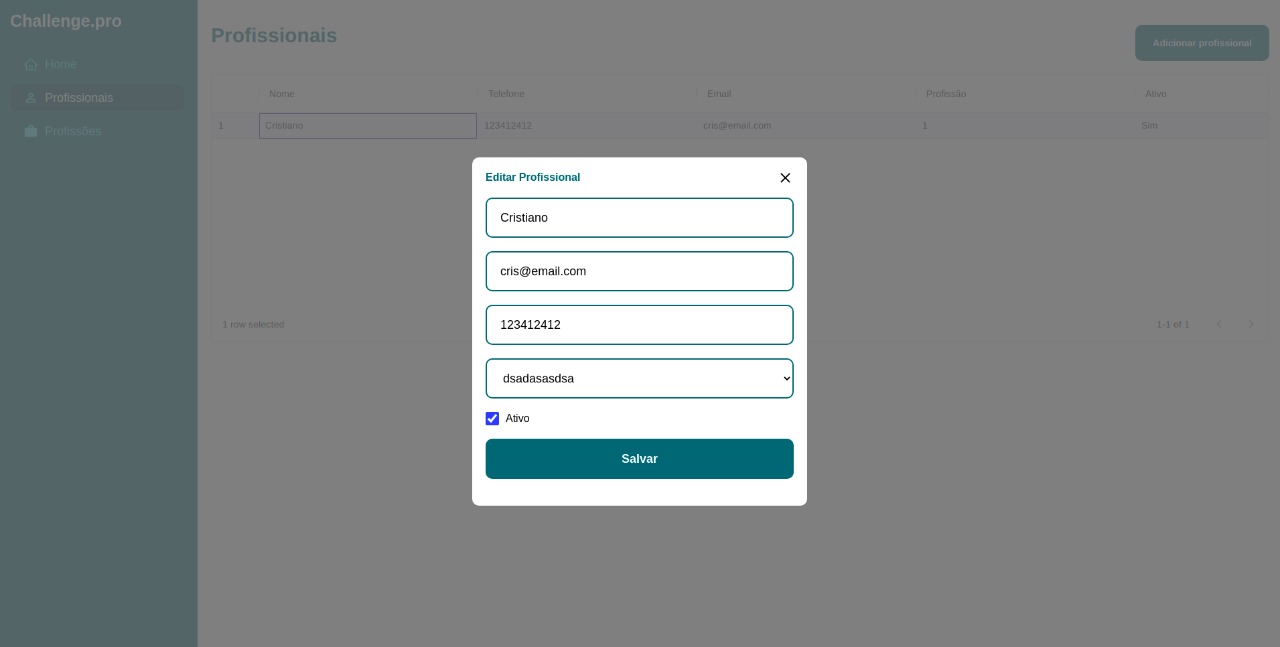 Challenge.pro
Home
Profissionais
Profissões
Profissionais
Adicionar profissional
Nome Telefone Email Profissão Ativo
1 Cristiano 123412412 cris@email.com 1 Sim
Editar Profissional
Cristiano
cris@email.com
123412412
dsadasasdsa
Ativo
Salvar
1 row selected
1-1 of 1